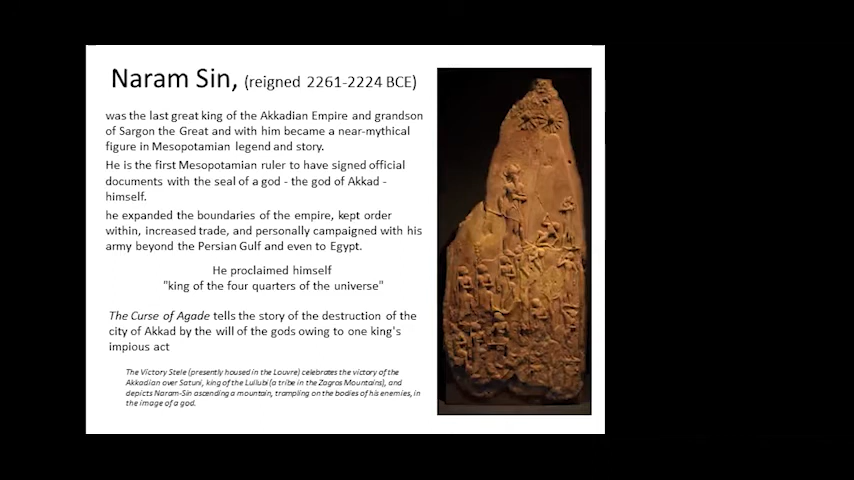 Naram Sin, (reigned 2261-2224 BCE)
was the last great king of the Akkadian Empire and grandson
of Sargon the Great and with him became a near-mythical
figure in Mesopotamian legend and story.
He is the first Mesopotamian ruler to have signed official
documents with the seal of a god - the god of Akkad -
himself.
he expanded the boundaries of the empire, kept order
within, increased trade, and personally campaigned with his
army beyond the Persian Gulf and even to Egypt.
He proclaimed himself
"king of the four quarters of the universe"
The Curse of Agade tells the story of the destruction of the
city of Akkad by the will of the gods owing to one king's
impious act
The Victory Stele (presently housed in the Louvre) celebrates the victory of the
Akkadian over Satuni, king of the Lullubi (a tribe in the Zagros Mountains), and
depicts Naram-Sin ascending a mountain, trampling on the bodies of his enemies, in
the image of a god.